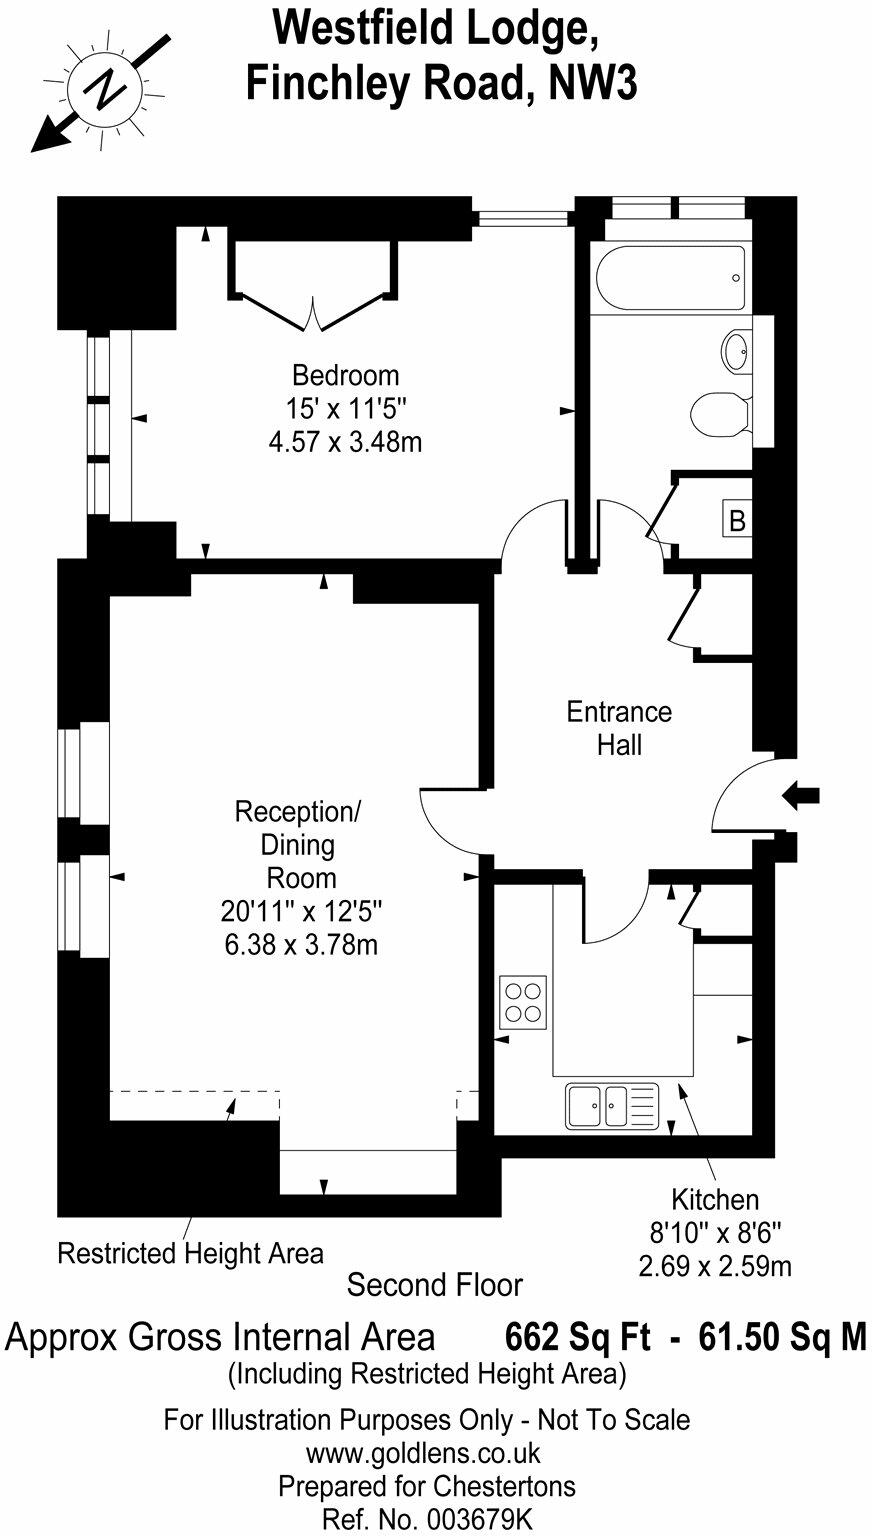 Westfield Lodge,
Finchley Road, NW3
N
Bedroom
15' x 11'5"
4.57 x 3.48m
B
Entrance
Hall
Reception/
Dining
Room
20'11" x 12'5"
6.38 x 3.78m
Kitchen
8'10" x 8'6"
2.69 x 2.59m
Restricted Height Area
Second Floor
Approx Gross Internal Area 662 Sq Ft - 61.50 Sq M
(Including Restricted Height Area)
For Illustration Purposes Only - Not To Scale
www.goldlens.co.uk
Prepared for Chestertons
Ref. No. 003679K